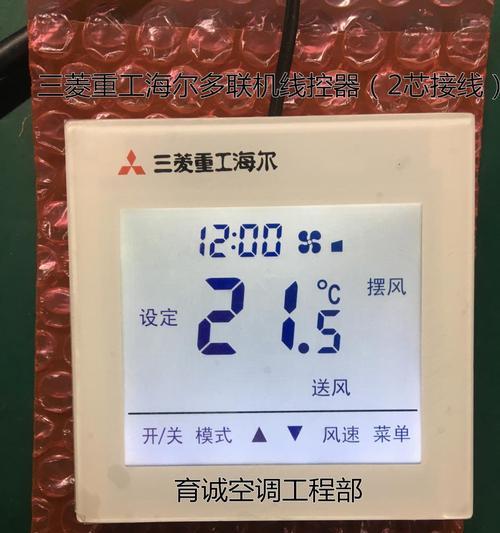 三菱重工海尔多联机线控器（2芯接线）
三菱重工海尔
12:00
设定 21.5 ℃ 摆风
送风
开/关 模式 ▲ ▼ 风速 菜单
育诚空调工程部